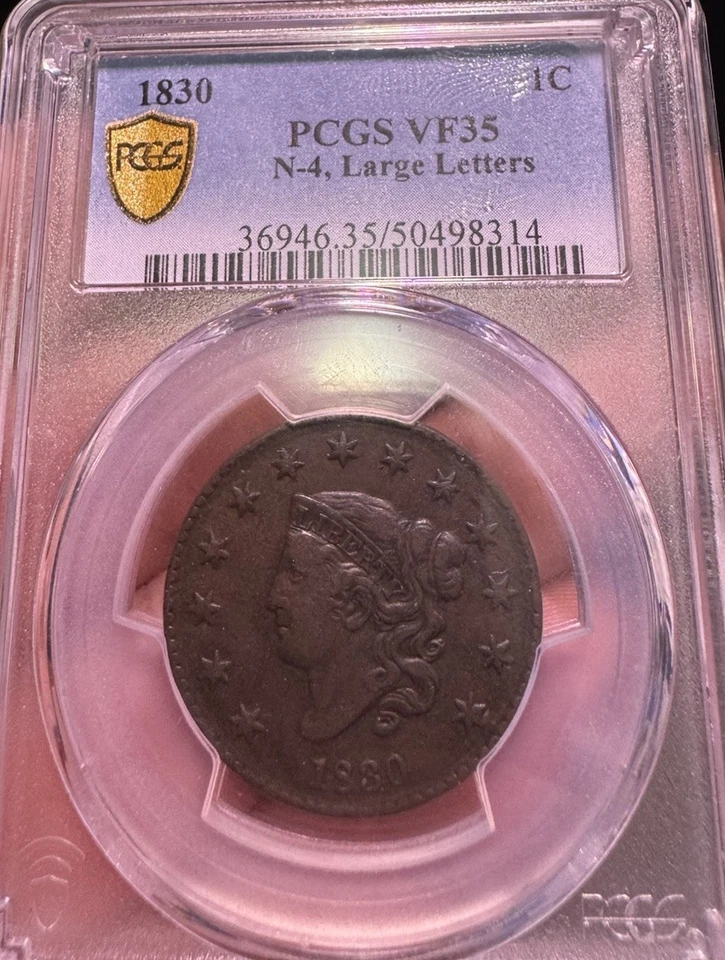 1830 1C
PCGS
PCGS VF35
N-4, Large Letters
36946.35/50498314
LIBERTY
1830
PCGS